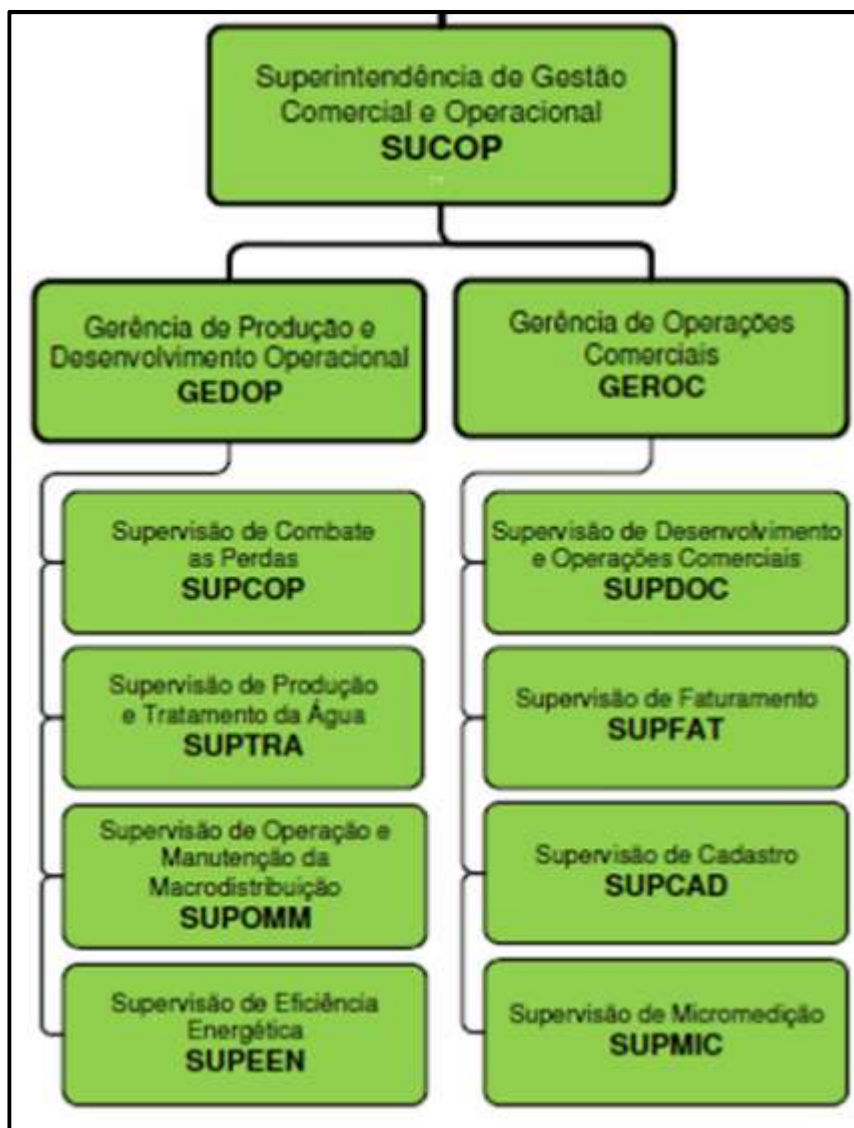 Superintendência de Gestão
Comercial e Operacional
SUCOP
Gerência de Produção e
Desenvolvimento Operacional
GEDOP
Gerência de Operações
Comerciais
GEROC
Supervisão de Combate
as Perdas
SUPCOP
Supervisão de Produção
e Tratamento da Água
SUPTRA
Supervisão de Operação e
Manutenção da
Macrodistribuição
SUPOMM
Supervisão de Eficiência
Energética
SUPEEN
Supervisão de Desenvolvimento
e Operações Comerciais
SUPDOC
Supervisão de Faturamento
SUPFAT
Supervisão de Cadastro
SUPCAD
Supervisão de Micromedição
SUPMIC